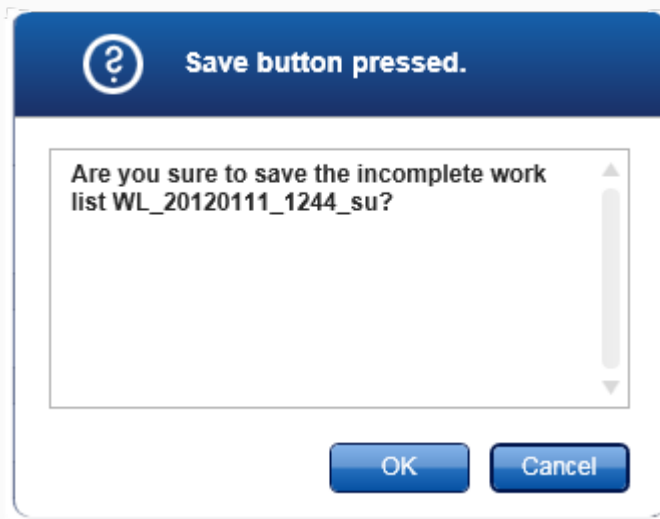 Save button pressed.
Are you sure to save the incomplete work
list WL_20120111_1244_su?
OK
Cancel